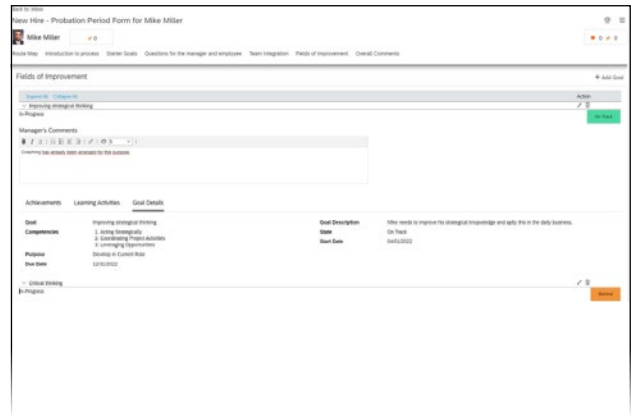 Back to: Inbox
New Hire - Probation Period Form for Mike Miller
Mike Miller
0
0 0
Route Map Introduction to process Starter Goals Questions for the manager and employee Team Integration Fields of Improvement Overall Comments
Fields of Improvement
+ Add Goal
Expand All Collapse All
Action
Improving strategical thinking
In-Progress
On Track
Manager's Comments
B I U
Coaching has already been arranged for this purpose.
Achievements Learning Activities Goal Details
Goal Improving strategical thinking
Goal Description Mike needs to improve his strategical knopwledge and aplly this in the daily business.
Competencies 1. Acting Strategically
2. Coordinating Project Activities
3. Leveraging Opportunities
State On Track
Start Date 04/01/2022
Purpose Develop in Current Role
Due Date 12/31/2022
Critical thinking
In-Progress
Behind